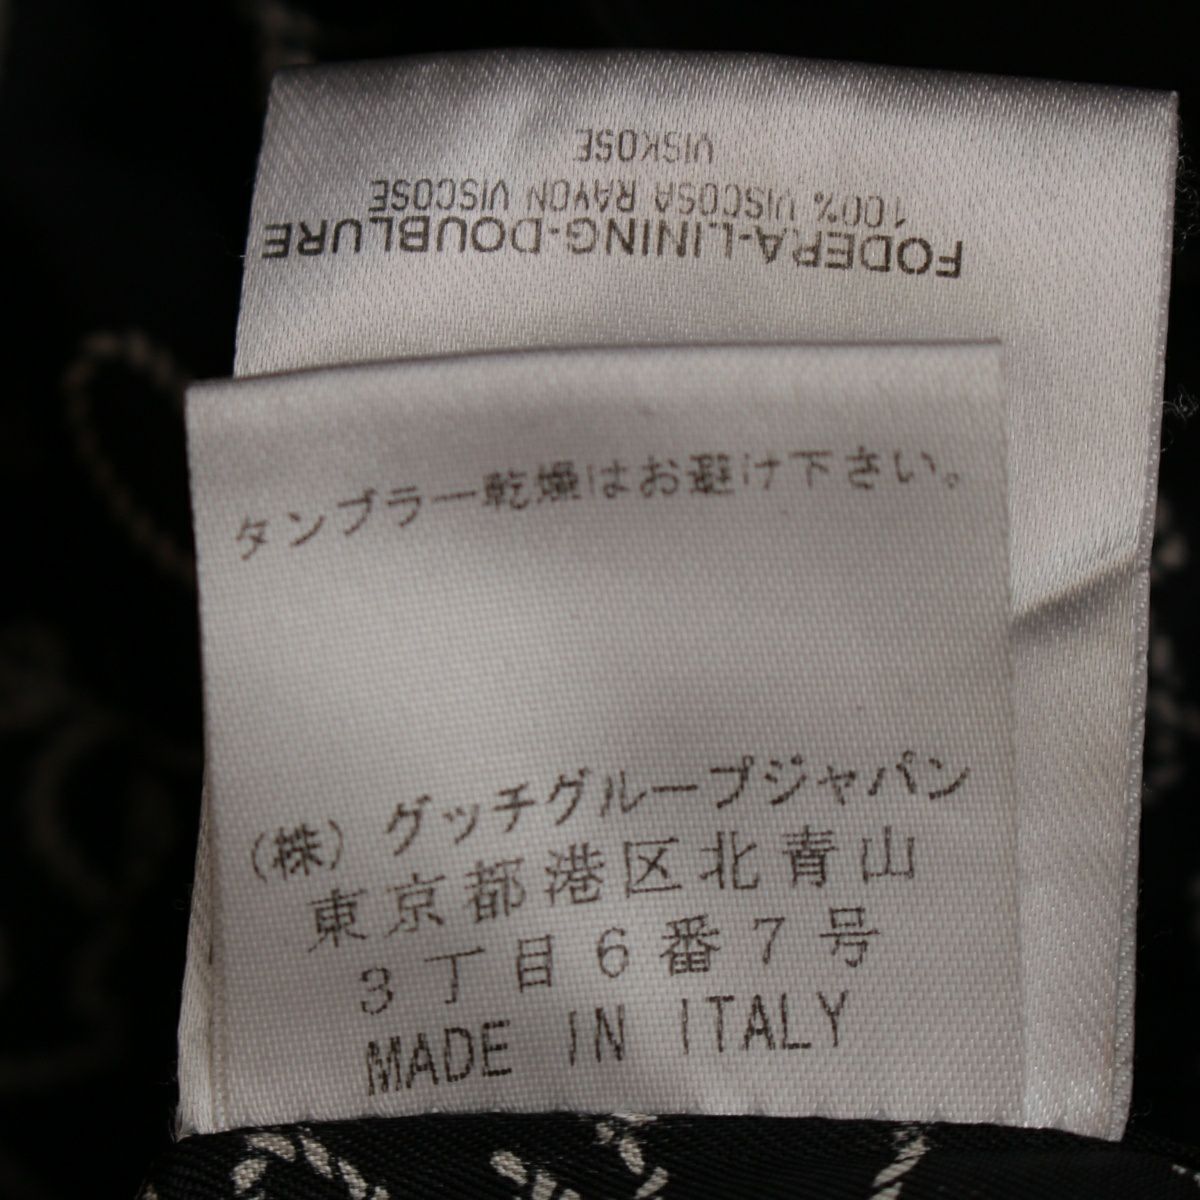 FODERA-LINING-DOUBLURE
100% VISCOSA RAYON VISCOSE
VISKOSE
タンブラー乾燥はお避け下さい。
(株) グッチグループジャパン
東京都港区北青山
3丁目6番7号
MADE IN ITALY